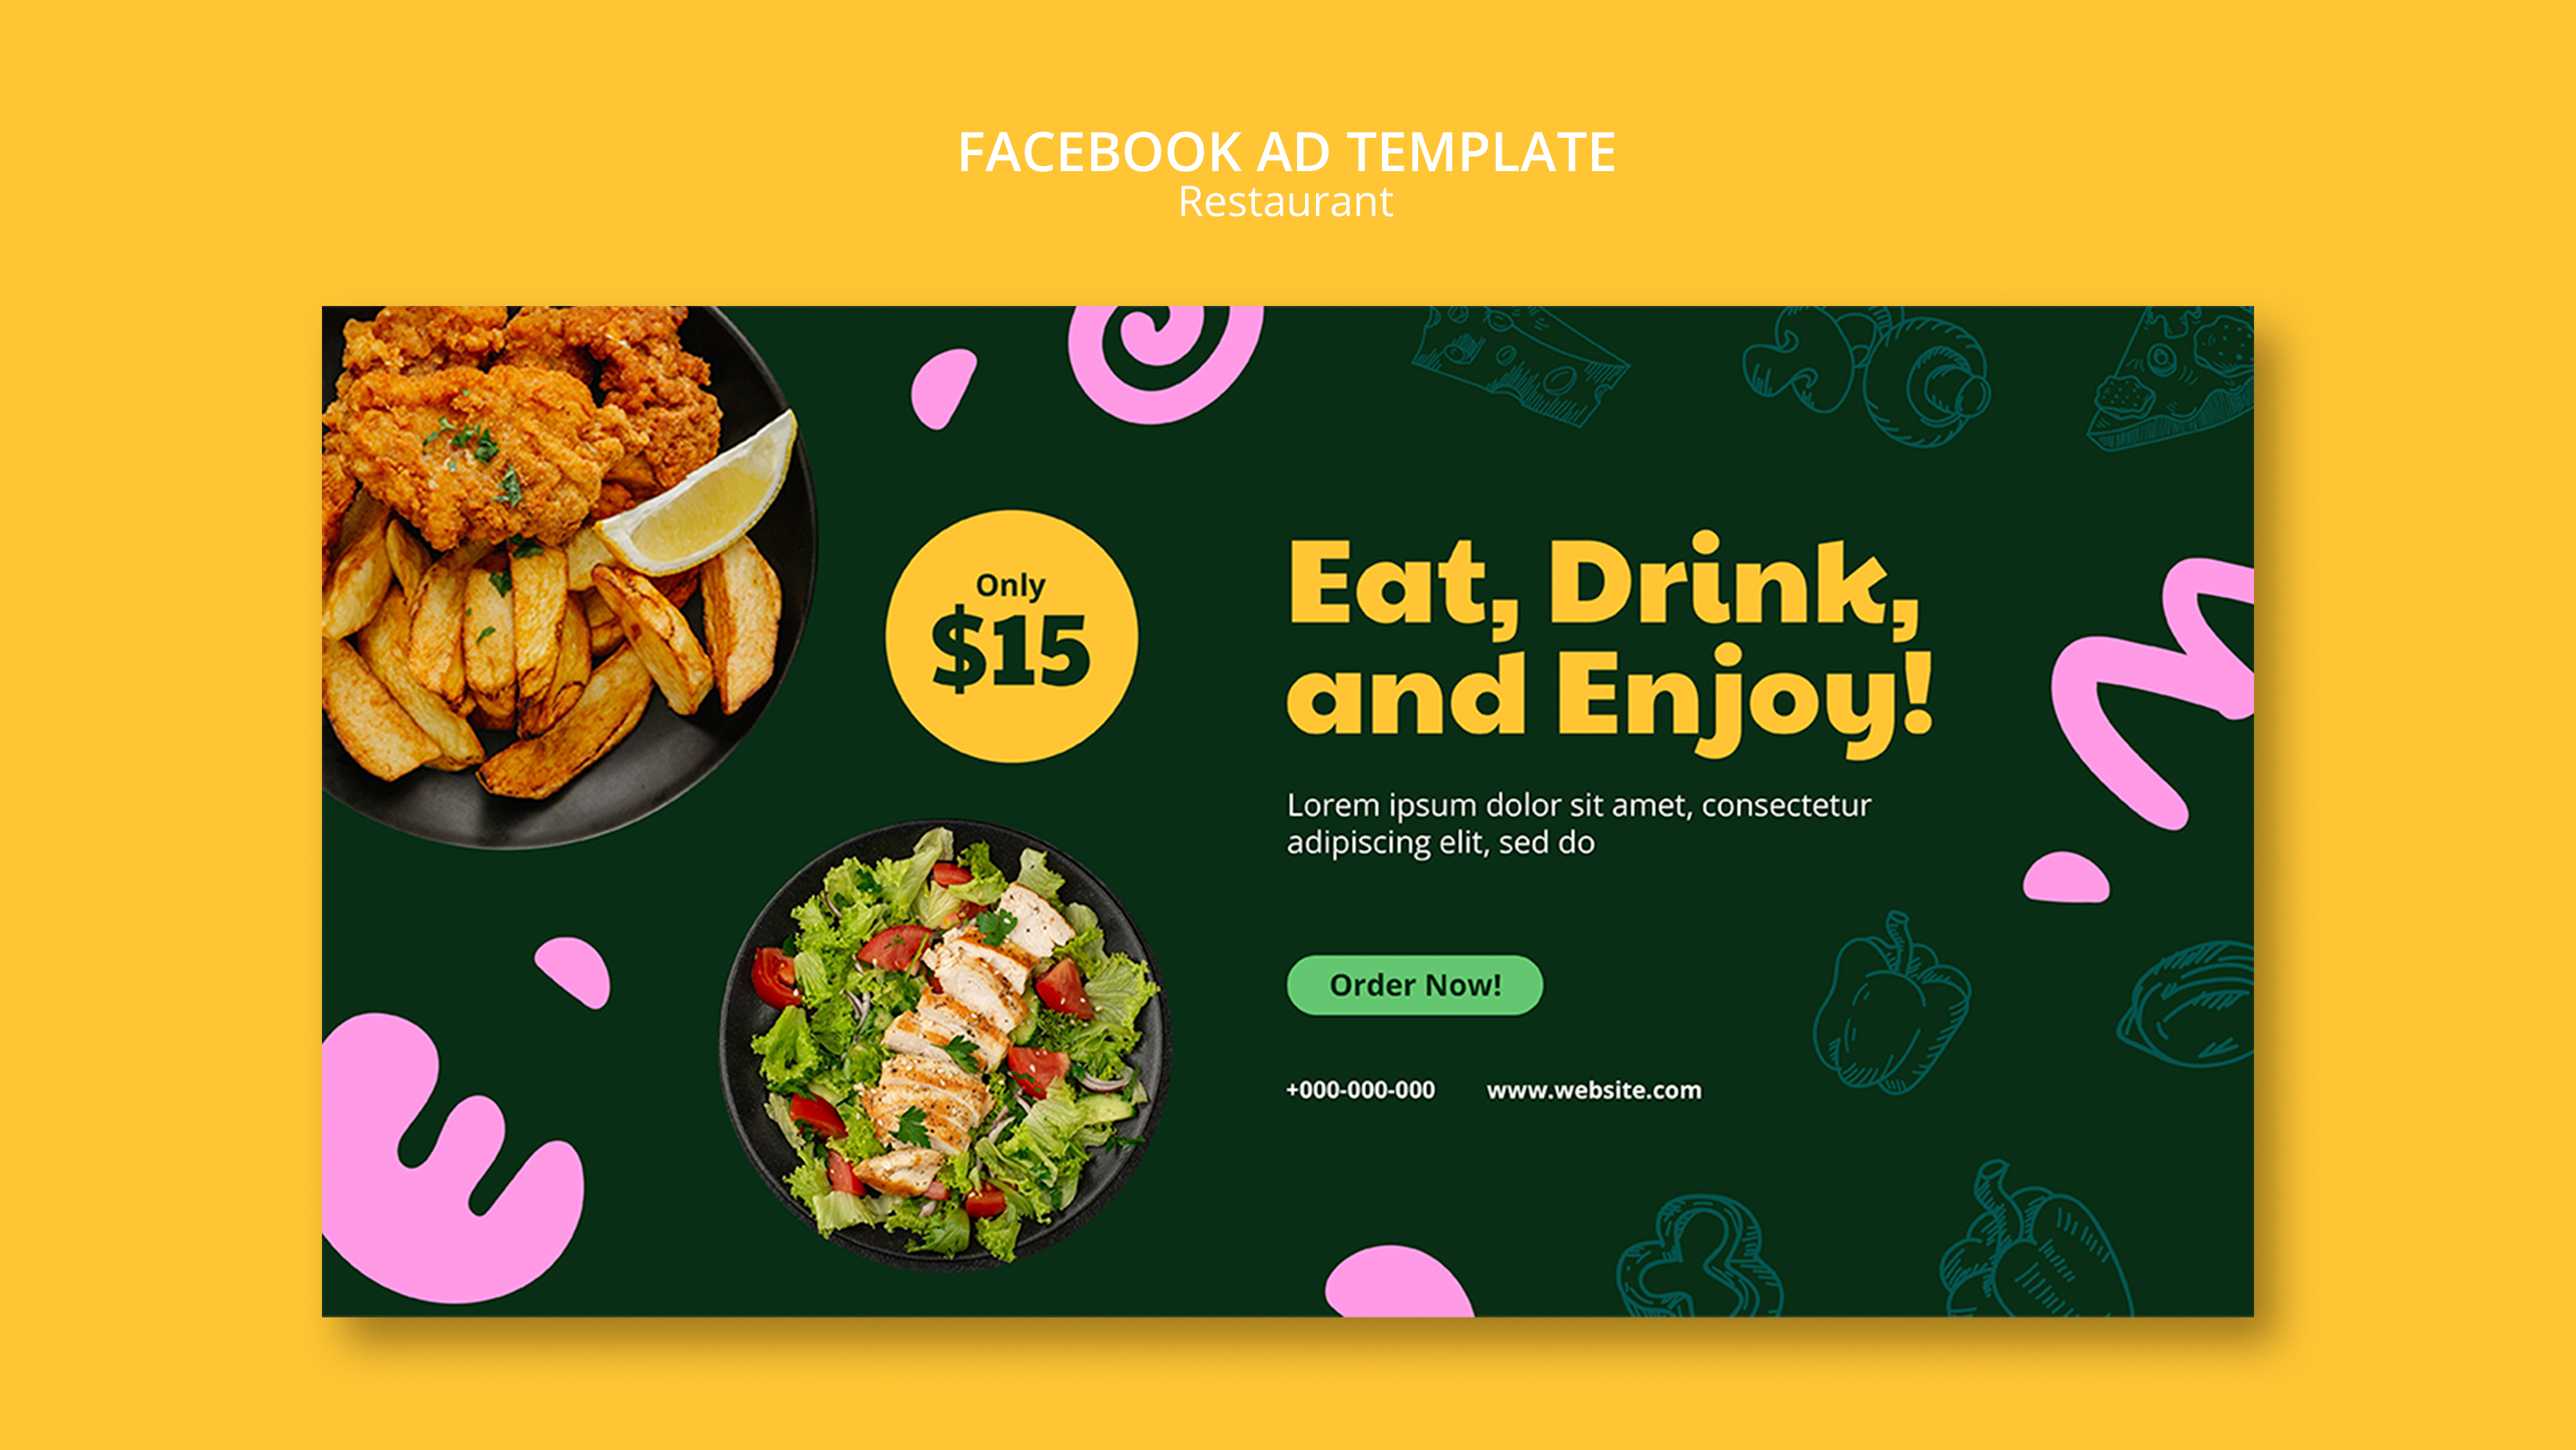 FACEBOOK AD TEMPLATE
Restaurant
Only
$15
Eat, Drink,
and Enjoy!
Lorem ipsum dolor sit amet, consectetur
adipiscing elit, sed do
Order Now!
+000-000-000 www.website.com